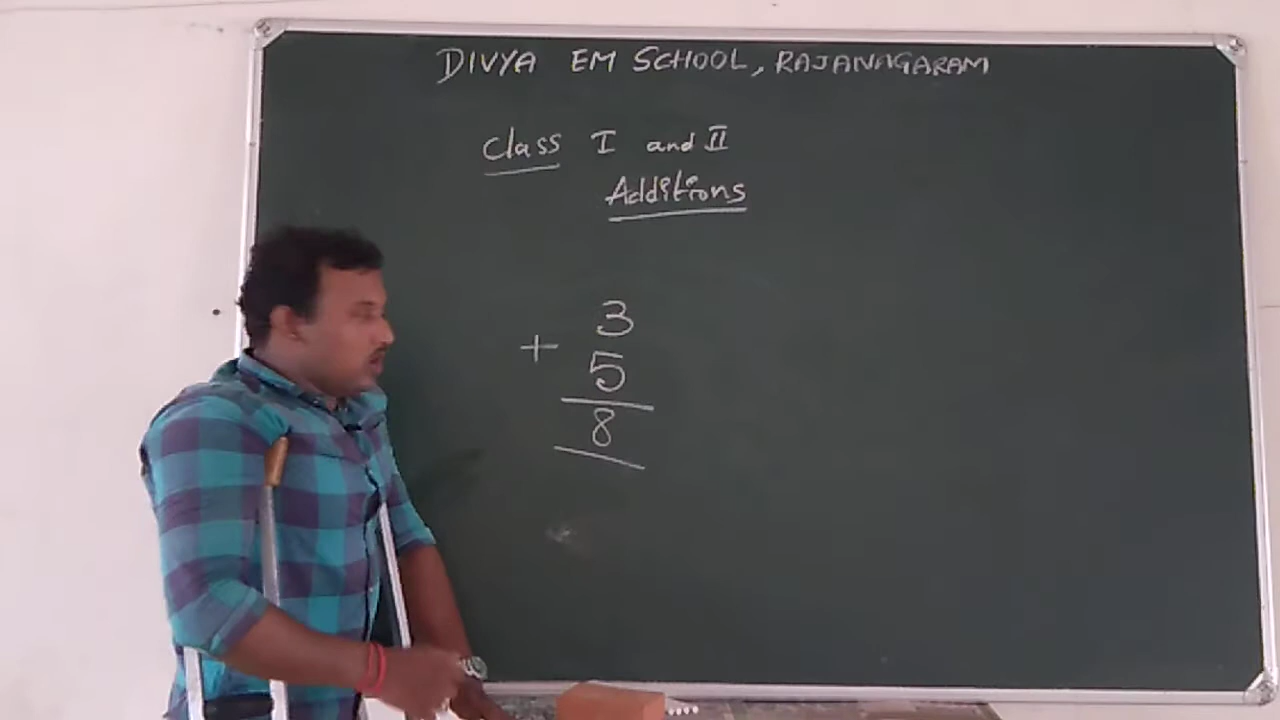 DIVYA EM SCHOOL, RAJANAGARAM
Class I and II
Additions
3
+ 5
8